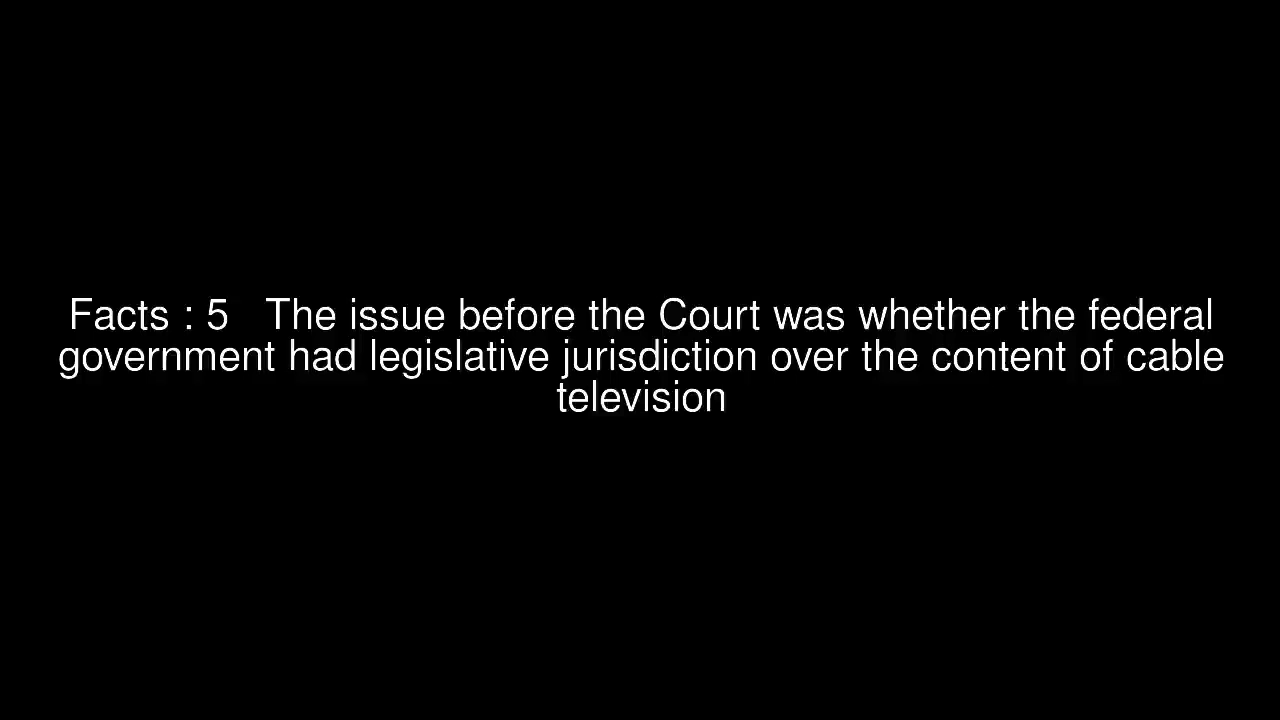 Facts : 5   The issue before the Court was whether the federal
government had legislative jurisdiction over the content of cable
television